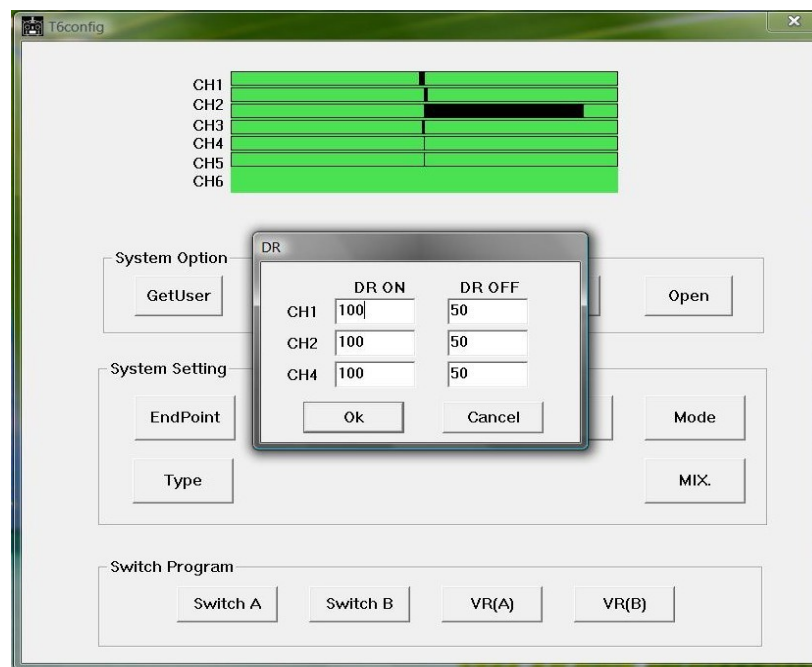 T6config
CH1
CH2
CH3
CH4
CH5
CH6
System Option
GetUser
Open
DR
DR ON DR OFF
CH1 100 50
CH2 100 50
CH4 100 50
Ok Cancel
System Setting
EndPoint
Mode
Type
MIX.
Switch Program
Switch A Switch B VR(A) VR(B)